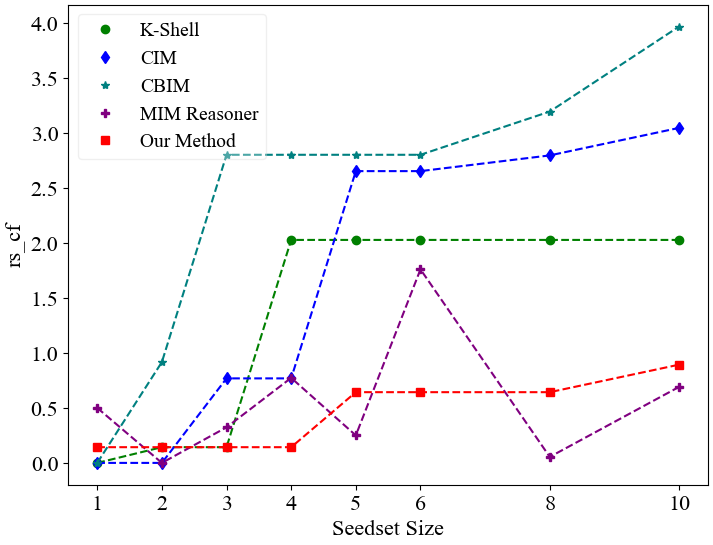 4.0
3.5
3.0
2.5
2.0
1.5
1.0
0.5
0.0
rs_cf
K-Shell
CIM
CBIM
MIM Reasoner
Our Method
1 2 3 4 5 6 8 10
Seedset Size